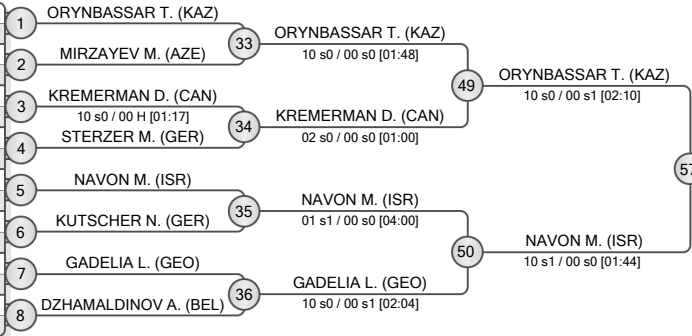 1
ORYNBASSAR T. (KAZ)
2
MIRZAYEV M. (AZE)
33
ORYNBASSAR T. (KAZ)
10 s0 / 00 s0 [01:48]
3
KREMERMAN D. (CAN)
10 s0 / 00 H [01:17]
4
STERZER M. (GER)
34
KREMERMAN D. (CAN)
02 s0 / 00 s0 [01:00]
49
ORYNBASSAR T. (KAZ)
10 s0 / 00 s1 [02:10]
5
NAVON M. (ISR)
6
KUTSCHER N. (GER)
35
NAVON M. (ISR)
01 s1 / 00 s0 [04:00]
7
GADELIA L. (GEO)
8
DZHAMALDINOV A. (BEL)
36
GADELIA L. (GEO)
10 s0 / 00 s1 [02:04]
50
NAVON M. (ISR)
10 s1 / 00 s0 [01:44]
57